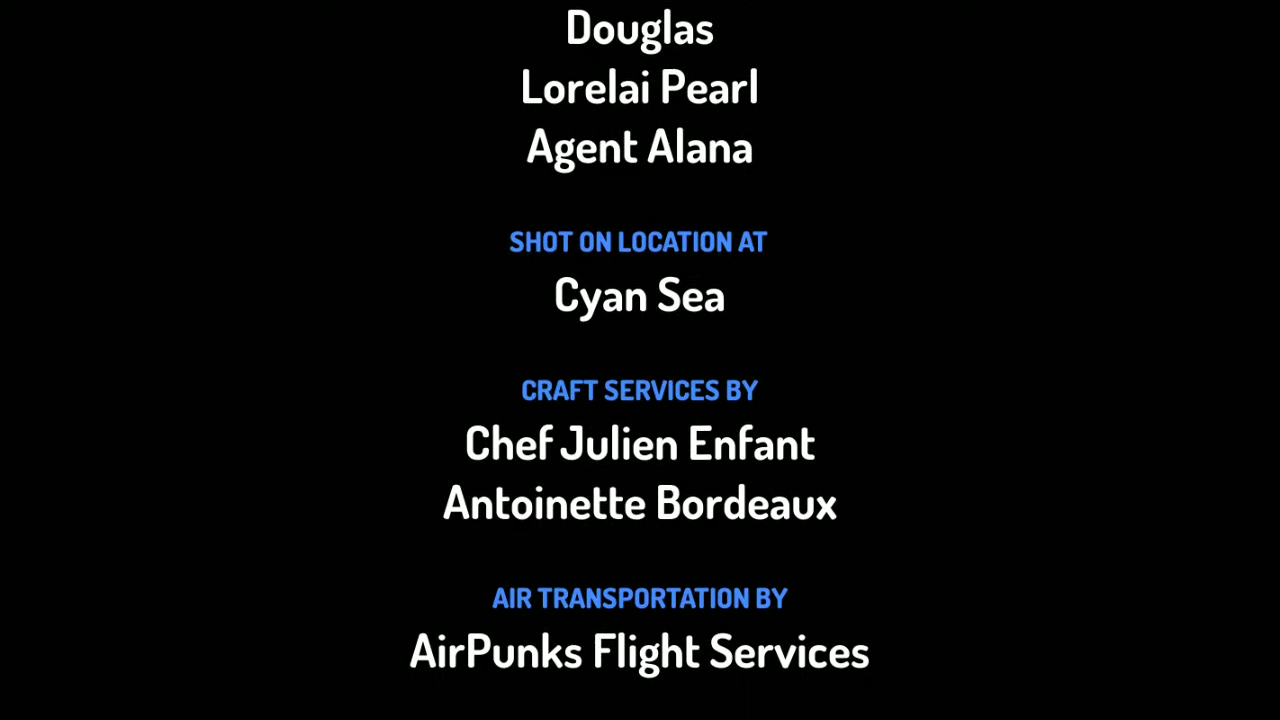 Douglas
Lorelai Pearl
Agent Alana
SHOT ON LOCATION AT
Cyan Sea
CRAFT SERVICES BY
Chef Julien Enfant
Antoinette Bordeaux
AIR TRANSPORTATION BY
AirPunks Flight Services